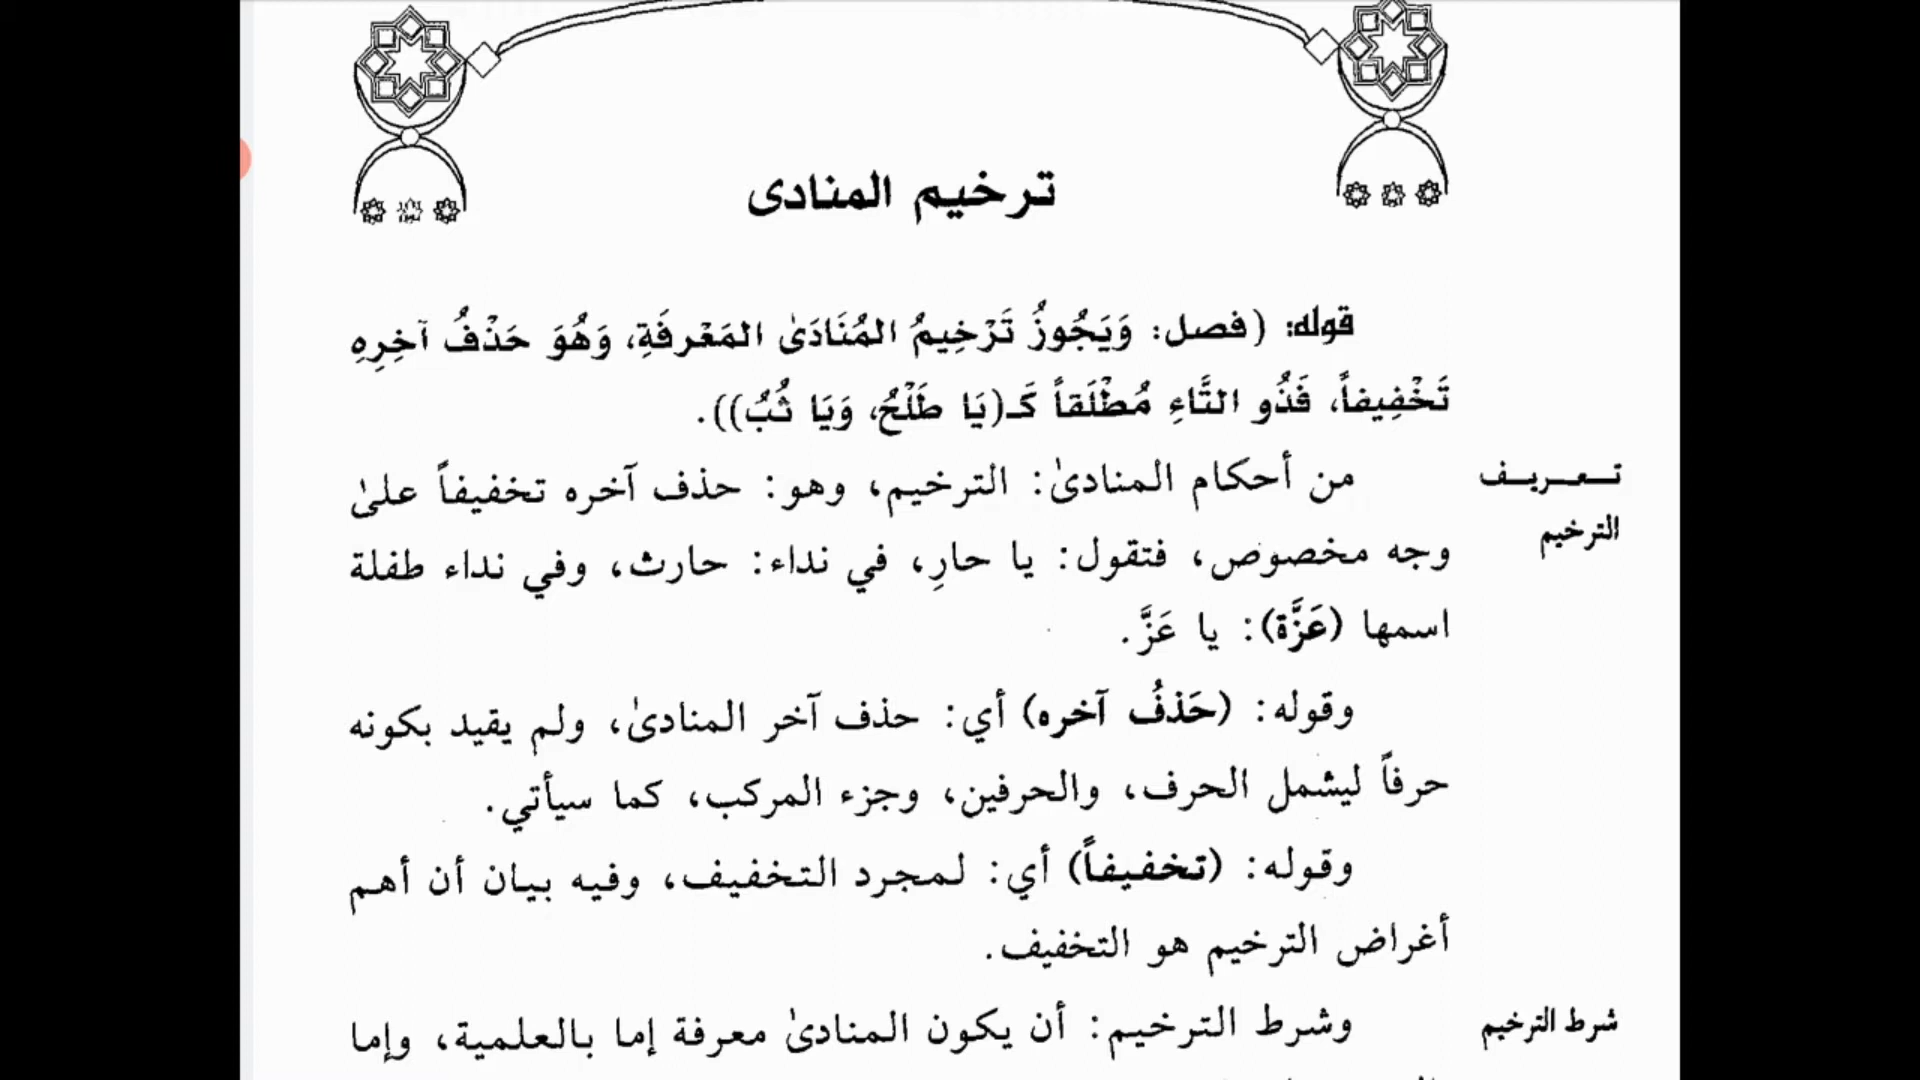 ترخيم المنادى
قوله: (فصل: وَيَجُوزُ تَرْخِيمُ المُنَادَىٰ المَعْرِفَةِ، وَهُوَ حَذْفُ آخِرِهِ
تَخْفِيفاً، فَذُو التَّاءِ مُطْلَقاً كَـ(يَا طَلْحُ، وَيَا ثُبُ)).
تـعـريـف
الترخيم
من أحكام المنادىٰ: الترخيم، وهو: حذف آخره تخفيفاً علىٰ
وجه مخصوص، فتقول: يا حارِ، في نداء: حارث، وفي نداء طفلة
اسمها (عَزَّة): يا عَزَّ.
وقوله: (حَذفُ آخره) أي: حذف آخر المنادىٰ، ولم يقيد بكونه
حرفاً ليشمل الحرف، والحرفين، وجزء المركب، كما سيأتي.
وقوله: (تخفيفاً) أي: لمجرد التخفيف، وفيه بيان أن أهم
أغراض الترخيم هو التخفيف.
شرط الترخيم
وشرط الترخيم: أن يكون المنادىٰ معرفة إما بالعلمية، وإما